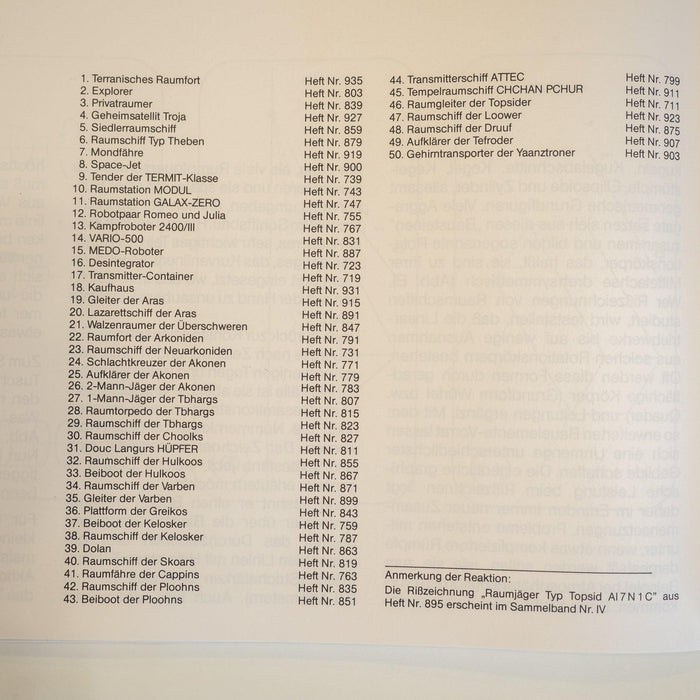 1. Terranisches Raumfort Heft Nr. 935
2. Explorer Heft Nr. 803
3. Privatraumer Heft Nr. 839
4. Geheimsatellit Troja Heft Nr. 927
5. Siedlerraumschiff Heft Nr. 859
6. Raumschiff Typ Theben Heft Nr. 879
7. Mondfähre Heft Nr. 919
8. Space-Jet Heft Nr. 900
9. Tender der TERMIT-Klasse Heft Nr. 739
10. Raumstation MODUL Heft Nr. 743
11. Raumstation GALAX-ZERO Heft Nr. 747
12. Robotpaar Romeo und Julia Heft Nr. 755
13. Kampfroboter 2400/III Heft Nr. 767
14. VARIO-500 Heft Nr. 831
15. MEDO-Roboter Heft Nr. 887
16. Desintegrator Heft Nr. 723
17. Transmitter-Container Heft Nr. 719
18. Kaufhaus Heft Nr. 931
19. Gleiter der Aras Heft Nr. 915
20. Lazarettschiff der Aras Heft Nr. 891
21. Walzenraumer der Überschweren Heft Nr. 847
22. Raumfort der Arkoniden Heft Nr. 791
23. Raumschiff der Neuarkoniden Heft Nr. 731
24. Schlachtkreuzer der Akonen Heft Nr. 771
25. Aufklärer der Akonen Heft Nr. 779
26. 2-Mann-Jäger der Akonen Heft Nr. 783
27. 1-Mann-Jäger der Tbhargs Heft Nr. 807
28. Raumtorpedo der Tbhargs Heft Nr. 815
29. Raumschiff der Tbhargs Heft Nr. 823
30. Raumschiff der Choolks Heft Nr. 827
31. Douc Langurs HÜPFER Heft Nr. 811
32. Raumschiff der Hulkoos Heft Nr. 855
33. Beiboot der Hulkoos Heft Nr. 867
34. Raumschiff der Varben Heft Nr. 871
35. Gleiter der Varben Heft Nr. 899
36. Plattform der Greikos Heft Nr. 843
37. Beiboot der Kelosker Heft Nr. 759
38. Raumschiff der Kelosker Heft Nr. 787
39. Dolan Heft Nr. 863
40. Raumschiff der Skoars Heft Nr. 819
41. Raumfähre der Cappins Heft Nr. 763
42. Raumschiff der Ploohns Heft Nr. 835
43. Beiboot der Ploohns Heft Nr. 851
44. Transmitterschiff ATTEC Heft Nr. 799
45. Tempelraumschiff CHCHAN PCHUR Heft Nr. 911
46. Raumgleiter der Topsider Heft Nr. 711
47. Raumschiff der Loower Heft Nr. 923
48. Raumschiff der Druuf Heft Nr. 875
49. Aufklärer der Tefroder Heft Nr. 907
50. Gehirntransporter der Yaanztroner Heft Nr. 903
Anmerkung der Reaktion:
Die Rißzeichnung „Raumjäger Typ Topsid AI 7 N 1 C" aus
Heft Nr. 895 erscheint im Sammelband Nr. IV